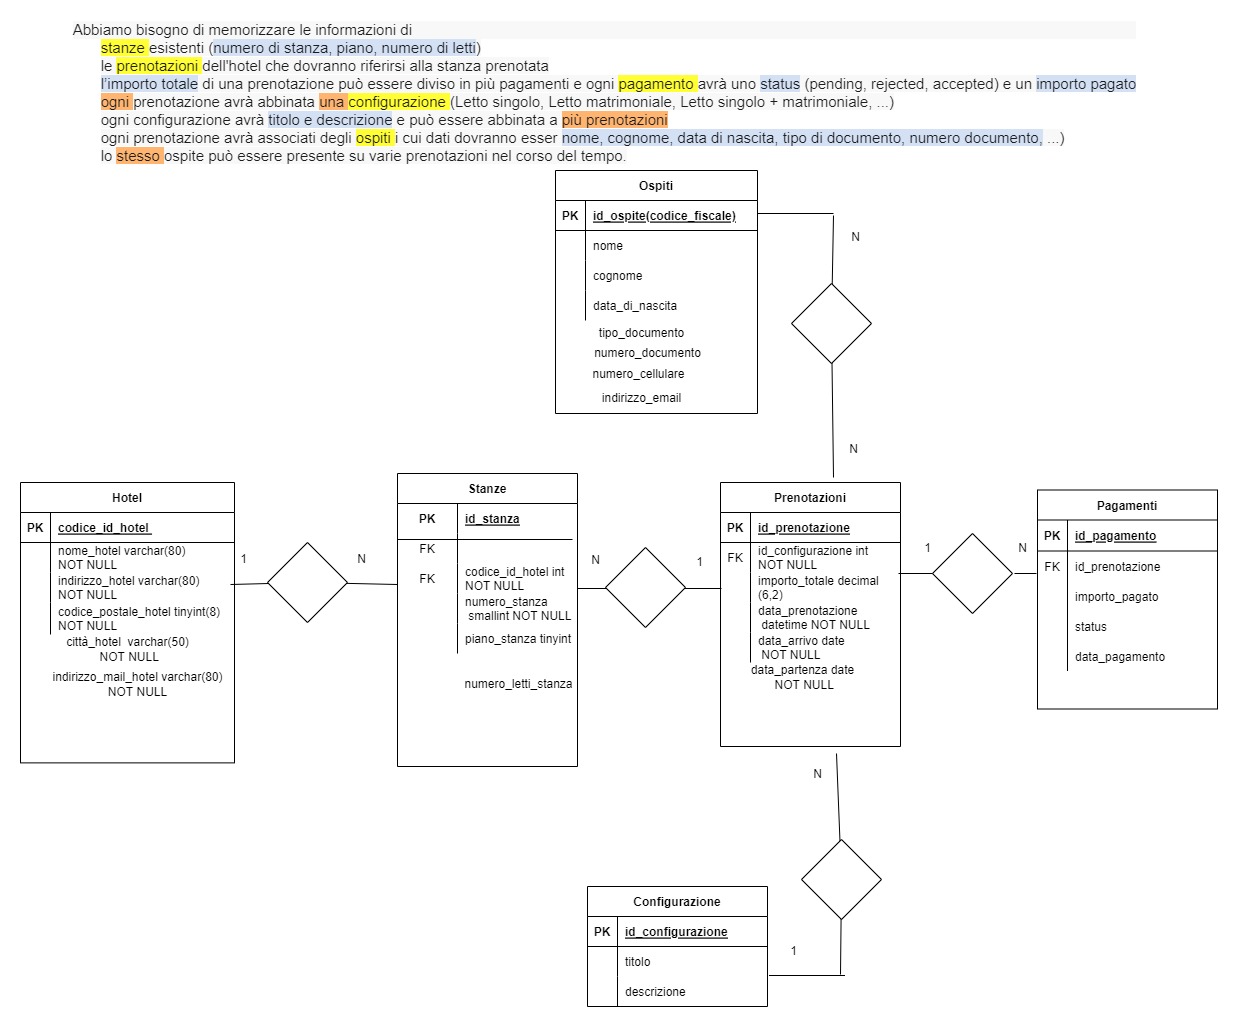 Abbiamo bisogno di memorizzare le informazioni di
stanze esistenti (numero di stanza, piano, numero di letti)
le prenotazioni dell'hotel che dovranno riferirsi alla stanza prenotata
l'importo totale di una prenotazione può essere diviso in più pagamenti e ogni pagamento avrà uno status (pending, rejected, accepted) e un importo pagato
ogni prenotazione avrà abbinata una configurazione (Letto singolo, Letto matrimoniale, Letto singolo + matrimoniale, ...)
ogni configurazione avrà titolo e descrizione e può essere abbinata a più prenotazioni
ogni prenotazione avrà associati degli ospiti i cui dati dovranno esser nome, cognome, data di nascita, tipo di documento, numero documento, ...)
lo stesso ospite può essere presente su varie prenotazioni nel corso del tempo.
Ospiti
PK id_ospite(codice_fiscale)
nome
cognome
data_di_nascita
tipo_documento
numero_documento
numero_cellulare
indirizzo_email
N
N
Hotel
PK codice_id_hotel
nome_hotel varchar(80)
NOT NULL
indirizzo_hotel varchar(80)
NOT NULL
codice_postale_hotel tinyint(8)
NOT NULL
città_hotel varchar(50)
NOT NULL
indirizzo_mail_hotel varchar(80)
NOT NULL
1
N
Stanze
PK id_stanza
FK
FK
codice_id_hotel int
NOT NULL
numero_stanza
smallint NOT NULL
piano_stanza tinyint
numero_letti_stanza
N
1
Prenotazioni
PK id_prenotazione
FK id_configurazione int
NOT NULL
importo_totale decimal
(6,2)
data_prenotazione
datetime NOT NULL
data_arrivo date
NOT NULL
data_partenza date
NOT NULL
1
N
Pagamenti
PK id_pagamento
FK id_prenotazione
importo_pagato
status
data_pagamento
N
1
Configurazione
PK id_configurazione
titolo
descrizione